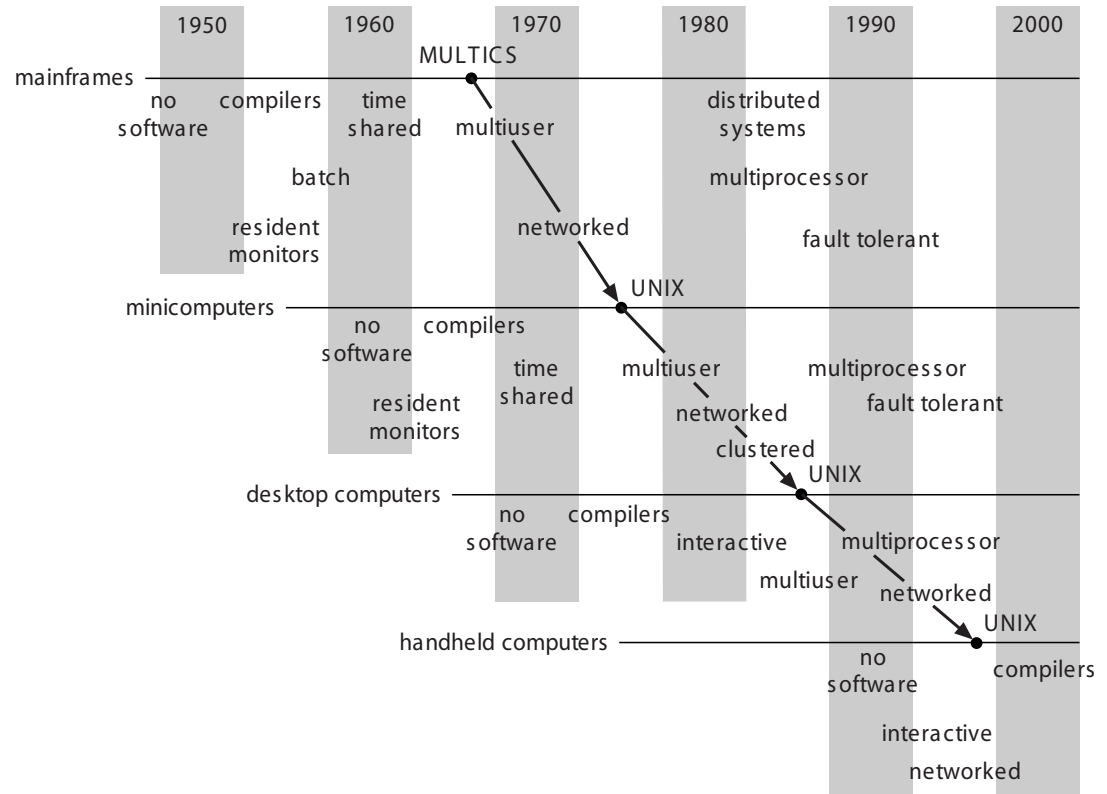 1950 1960 1970 1980 1990 2000
MULTICS
mainframes
no compilers time distributed
software shared multiuser systems
batch multiprocessor
resident networked
monitors fault tolerant
UNIX
minicomputers
no compilers
software
time multiuser multiprocessor
shared
resident networked fault tolerant
monitors
clustered
UNIX
desktop computers
no compilers
software interactive multiprocessor
multiuser
networked
UNIX
handheld computers
no compilers
software
interactive
networked